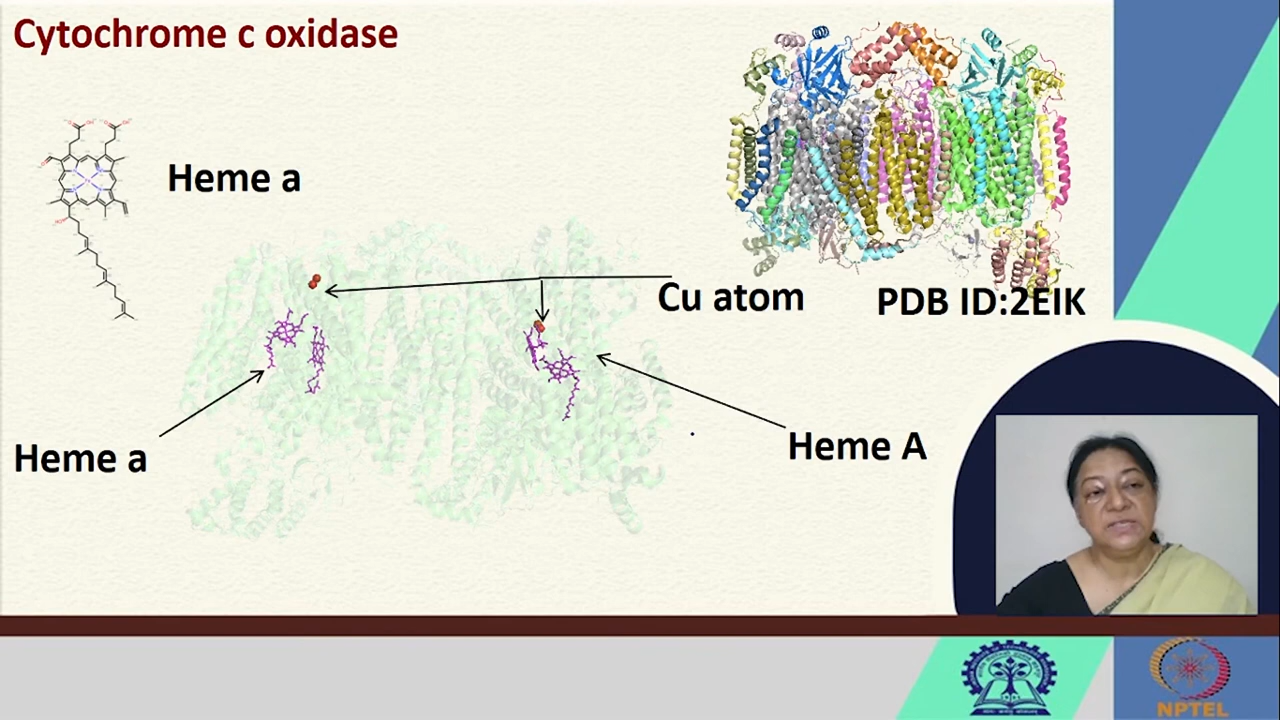 Cytochrome c oxidase
Heme a
Cu atom
PDB ID:2EIK
Heme a
Heme A
NPTEL